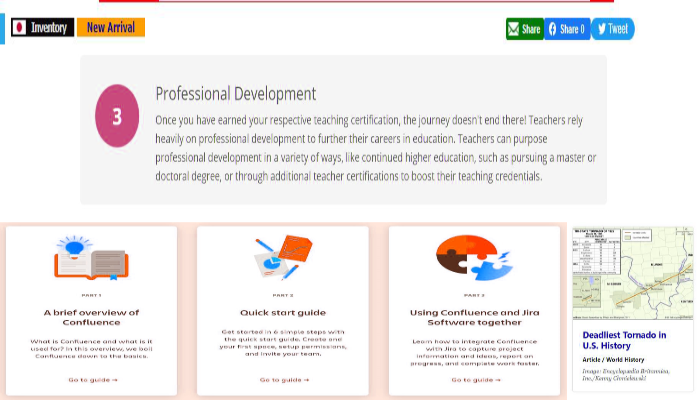 Inventory
New Arrival
Share
Share 0
Tweet
3
Professional Development
Once you have earned your respective teaching certification, the journey doesn't end there! Teachers rely
heavily on professional development to further their careers in education. Teachers can purpose
professional development in a variety of ways, like continued higher education, such as pursuing a master or
doctoral degree, or through additional teacher certifications to boost their teaching credentials.
PART 1
A brief overview of
Confluence
What is Confluence and what is it
used for? In this overview, we boil
Confluence down to the basics.
Go to guide →
PART 2
Quick start guide
Get started in 6 simple steps with
the quick start guide. Create and
your first space, setup permissions,
and invite your team.
Go to guide →
PART 3
Using Confluence and Jira
Software together
Learn how to integrate Confluence
with Jira to capture project
information and ideas, report on
progress, and complete work faster.
Go to guide →
Deadliest Tornado in
U.S. History
Article / World History
Image: Encyclopædia Britannica,
Inc./Kenny Chmielewski